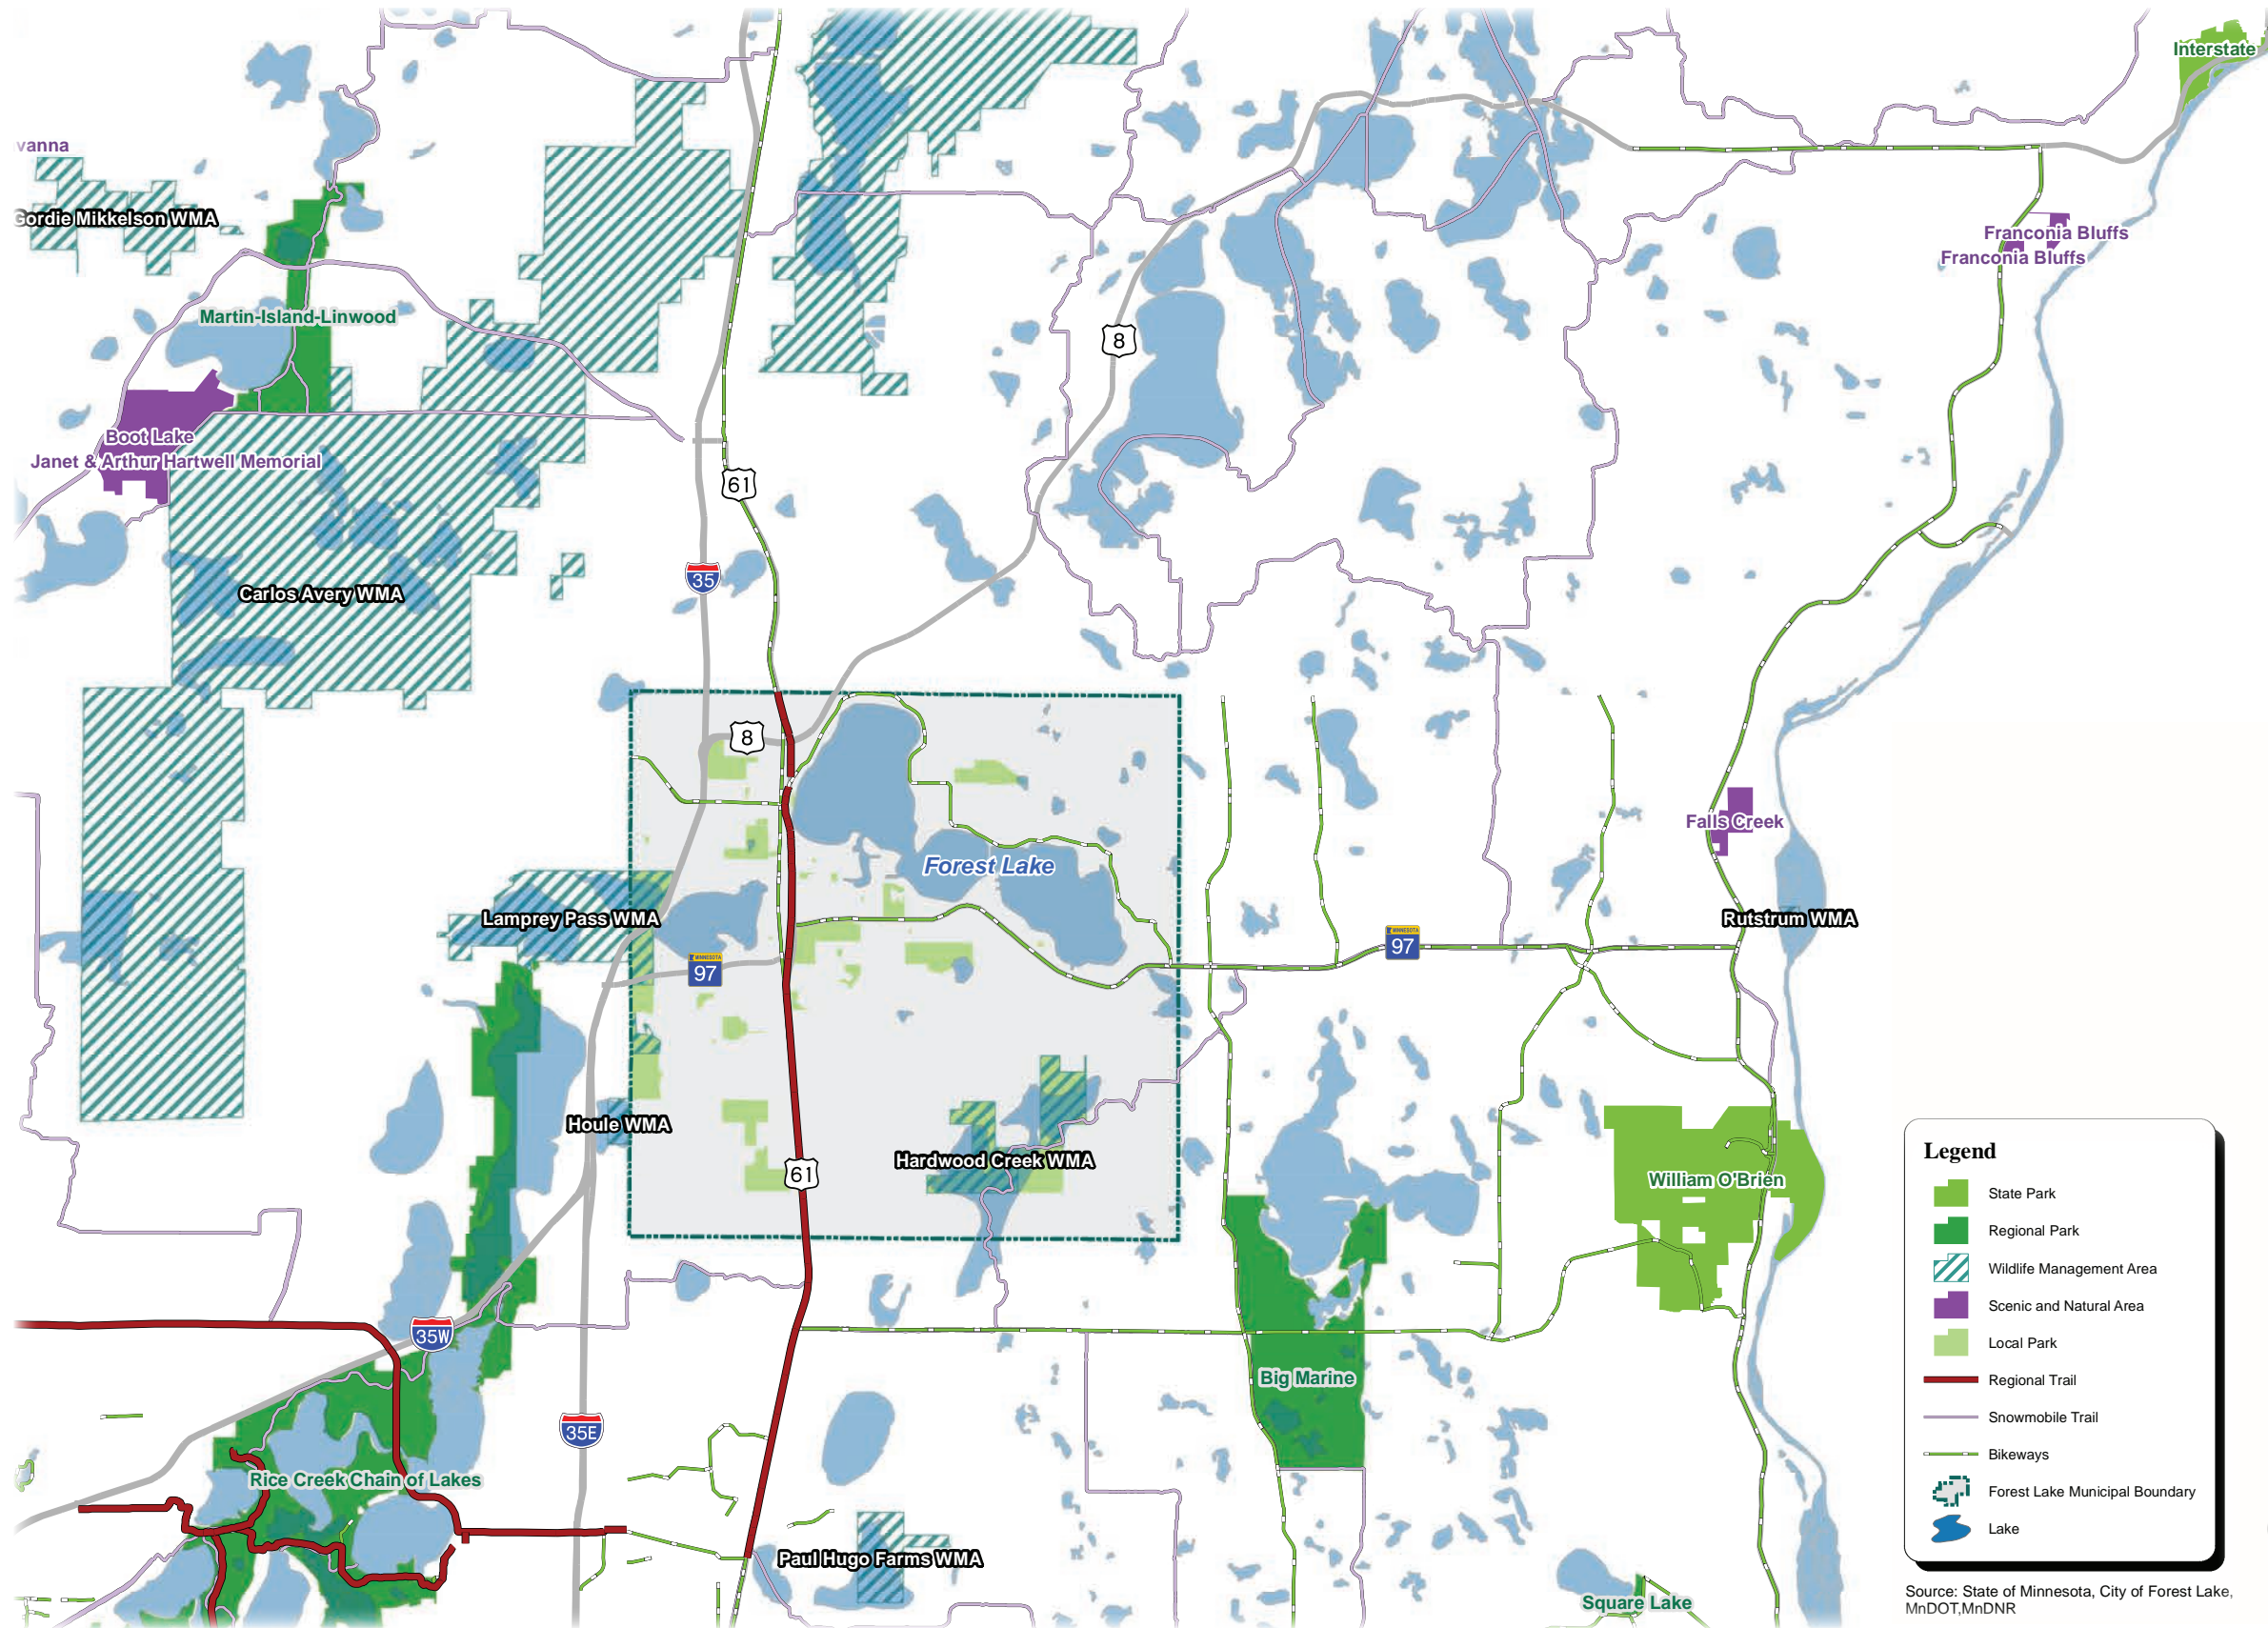 Interstate
vanna
Gordie Mikkelson WMA
Franconia Bluffs
Franconia Bluffs
Martin-Island-Linwood
8
Boot Lake
Janet & Arthur Hartwell Memorial
61
35
Carlos Avery WMA
8
Falls Creek
Forest Lake
Lamprey Pass WMA
Rutstrum WMA
MINNESOTA
97
MINNESOTA
97
Houle WMA
Hardwood Creek WMA
61
William O'Brien
35W
Big Marine
35E
Rice Creek Chain of Lakes
Paul Hugo Farms WMA
Square Lake
Legend
State Park
Regional Park
Wildlife Management Area
Scenic and Natural Area
Local Park
Regional Trail
Snowmobile Trail
Bikeways
Forest Lake Municipal Boundary
Lake
Source: State of Minnesota, City of Forest Lake,
MnDOT,MnDNR